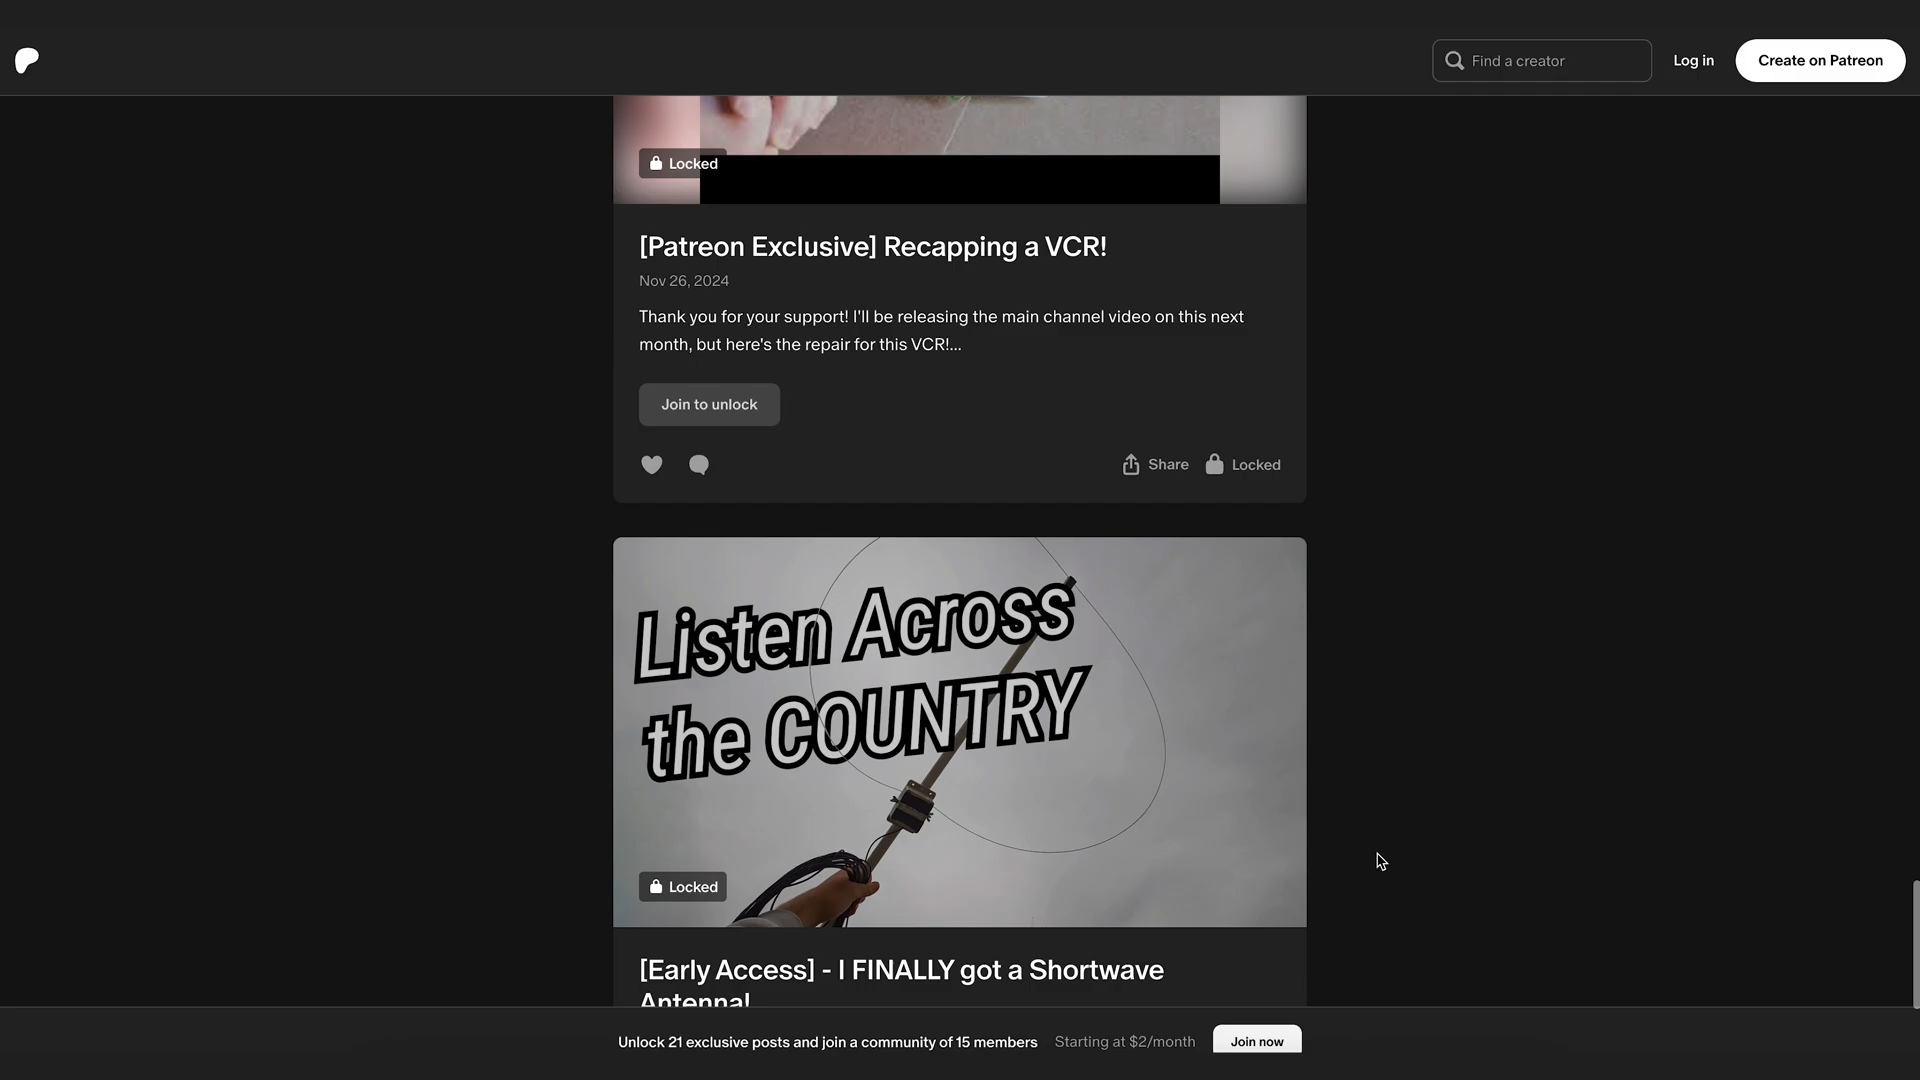 Find a creator
Log in
Create on Patreon
Locked
[Patreon Exclusive] Recapping a VCR!
Nov 26, 2024
Thank you for your support! I'll be releasing the main channel video on this next
month, but here's the repair for this VCR!...
Join to unlock
Share
Locked
Listen Across
the COUNTRY
Locked
[Early Access] - I FINALLY got a Shortwave
Antenna!
Unlock 21 exclusive posts and join a community of 15 members
Starting at $2/month
Join now